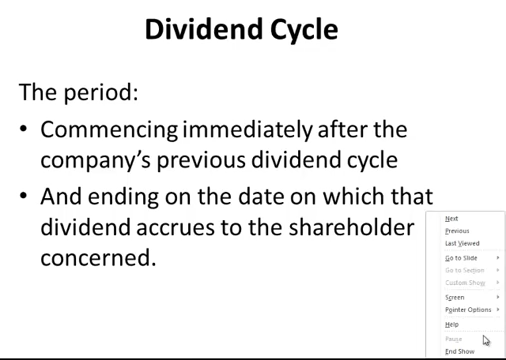 Dividend Cycle
The period:
• Commencing immediately after the
company's previous dividend cycle
• And ending on the date on which that
dividend accrues to the shareholder
concerned.
Next
Previous
Last Viewed
Go to Slide
Go to Section
Custom Show
Screen
Pointer Options
Help
Pause
End Show